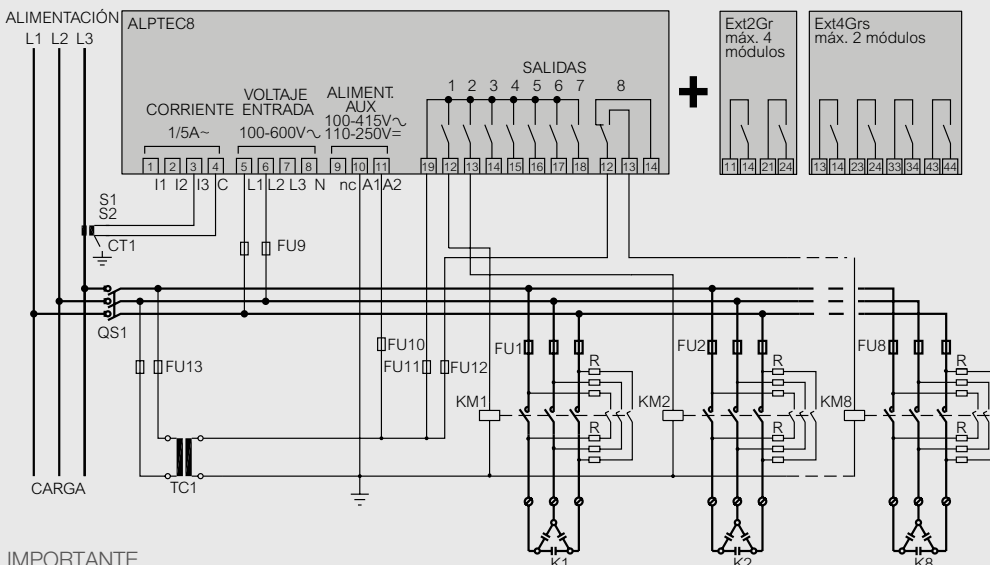 ALIMENTACIÓN
L1 L2 L3
ALPTEC8
CORRIENTE
1/5A~
VOLTAJE
ENTRADA
100-600V~
ALIMENT.
AUX
100-415V~
110-250V=
SALIDAS
1 2 3 4 5 6 7 8
1 2 3 4 5 6 7 8 9 10 11 19 12 13 14 15 16 17 18 12 13 14
I1 I2 I3 C L1 L2 L3 N nc A1 A2
Ext2Gr
máx. 4
módulos
11 14 21 24
Ext4Grs
máx. 2 módulos
13 14 23 24 33 34 43 44
S1
S2
CT1
FU9
QS1
FU13
FU10
FU11 FU12
FU1 R
FU2 R
FU8 R
KM1
KM2
KM8
R
R
R
TC1
CARGA
K1
K2
K8
IMPORTANTE